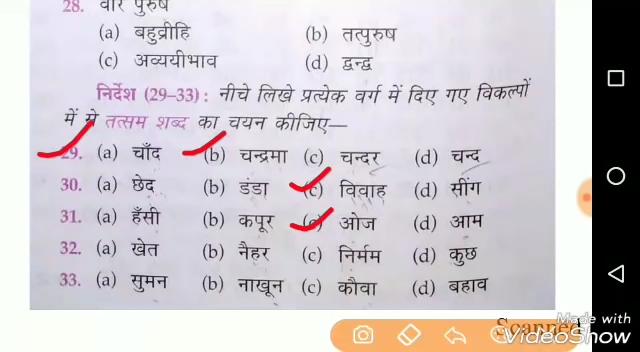 28. वीर पुरुष
(a) बहुव्रीहि (b) तत्पुरुष
(c) अव्ययीभाव (d) द्वन्द्व
निर्देश (29–33) : नीचे लिखे प्रत्येक वर्ग में दिए गए विकल्पों
में से तत्सम शब्द का चयन कीजिए—
29. (a) चाँद (b) चन्द्रमा (c) चन्दर (d) चन्द
30. (a) छेद (b) डंडा (c) विवाह (d) सींग
31. (a) हँसी (b) कपूर (c) ओज (d) आम
32. (a) खेत (b) नैहर (c) निर्मम (d) कुछ
33. (a) सुमन (b) नाखून (c) कौवा (d) बहाव
Scanned
Made with
VideoShow